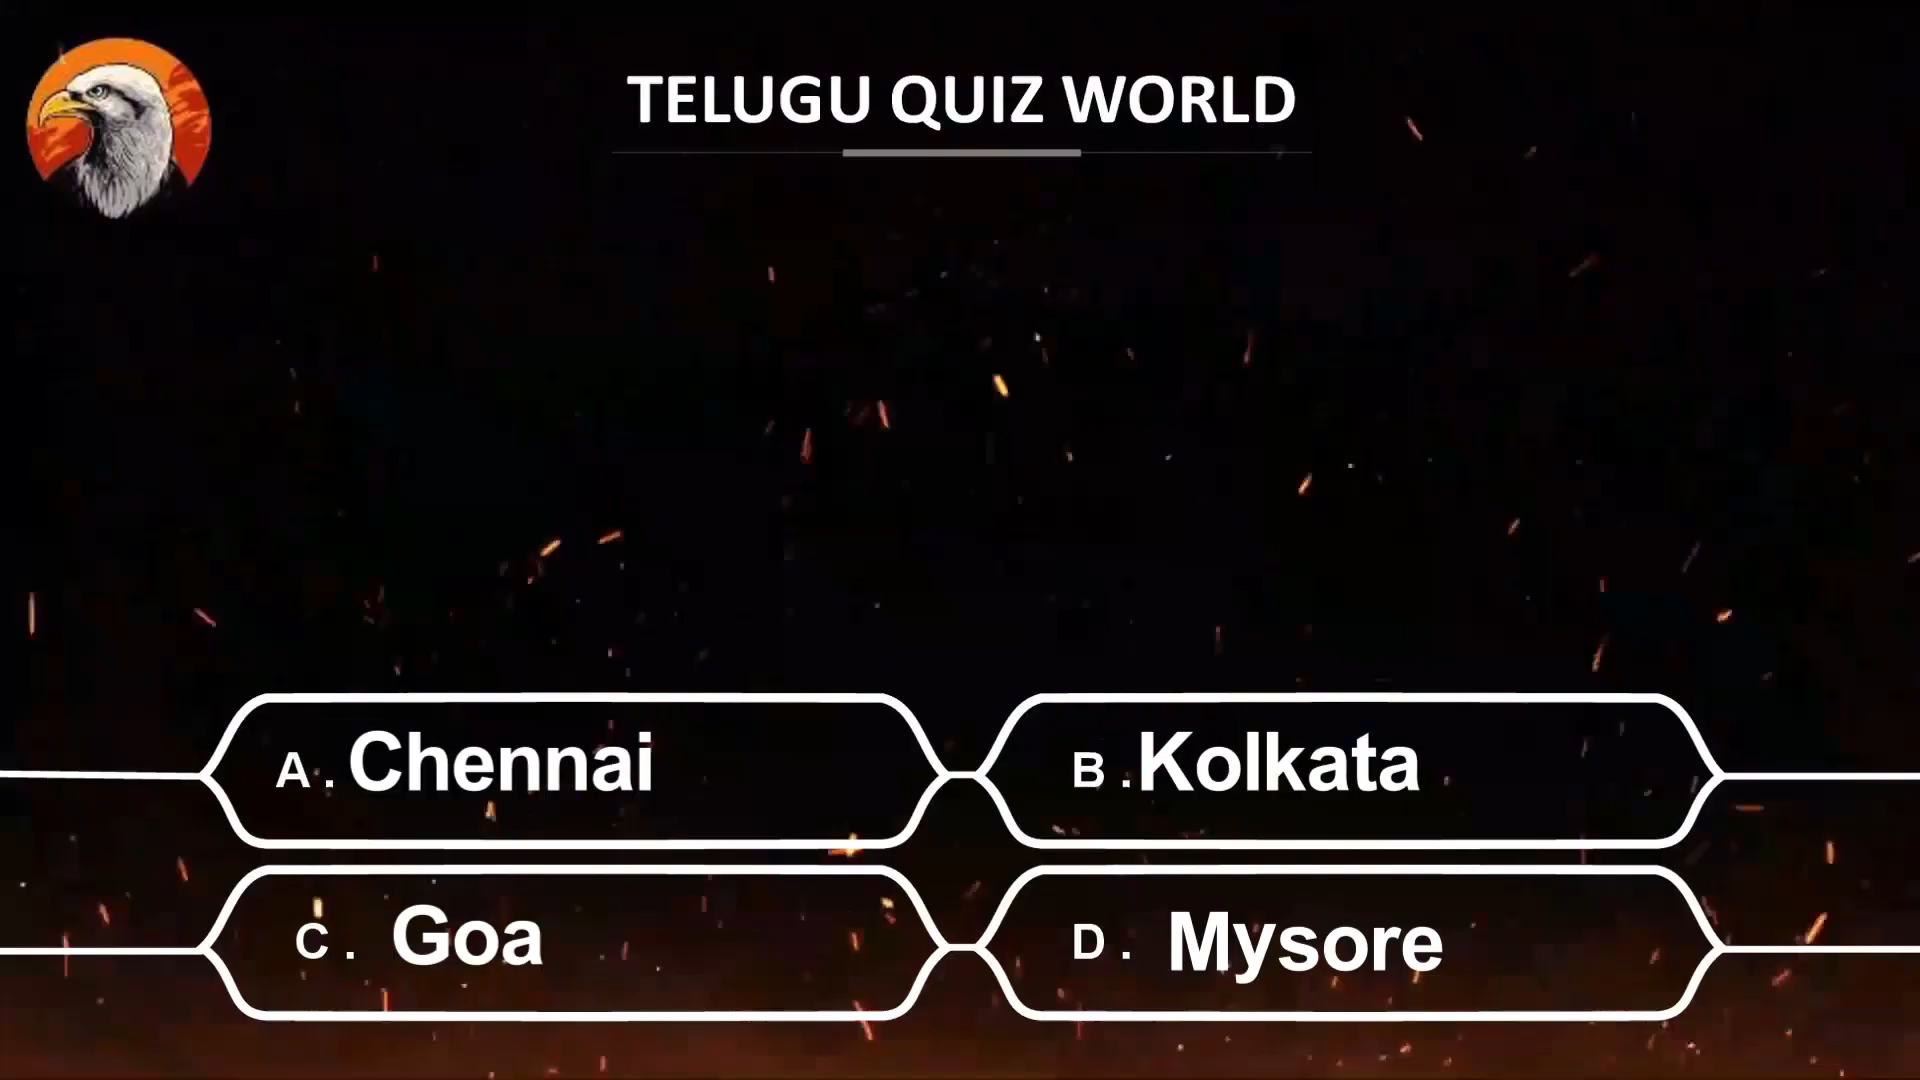 TELUGU QUIZ WORLD
A . Chennai
B . Kolkata
C . Goa
D . Mysore